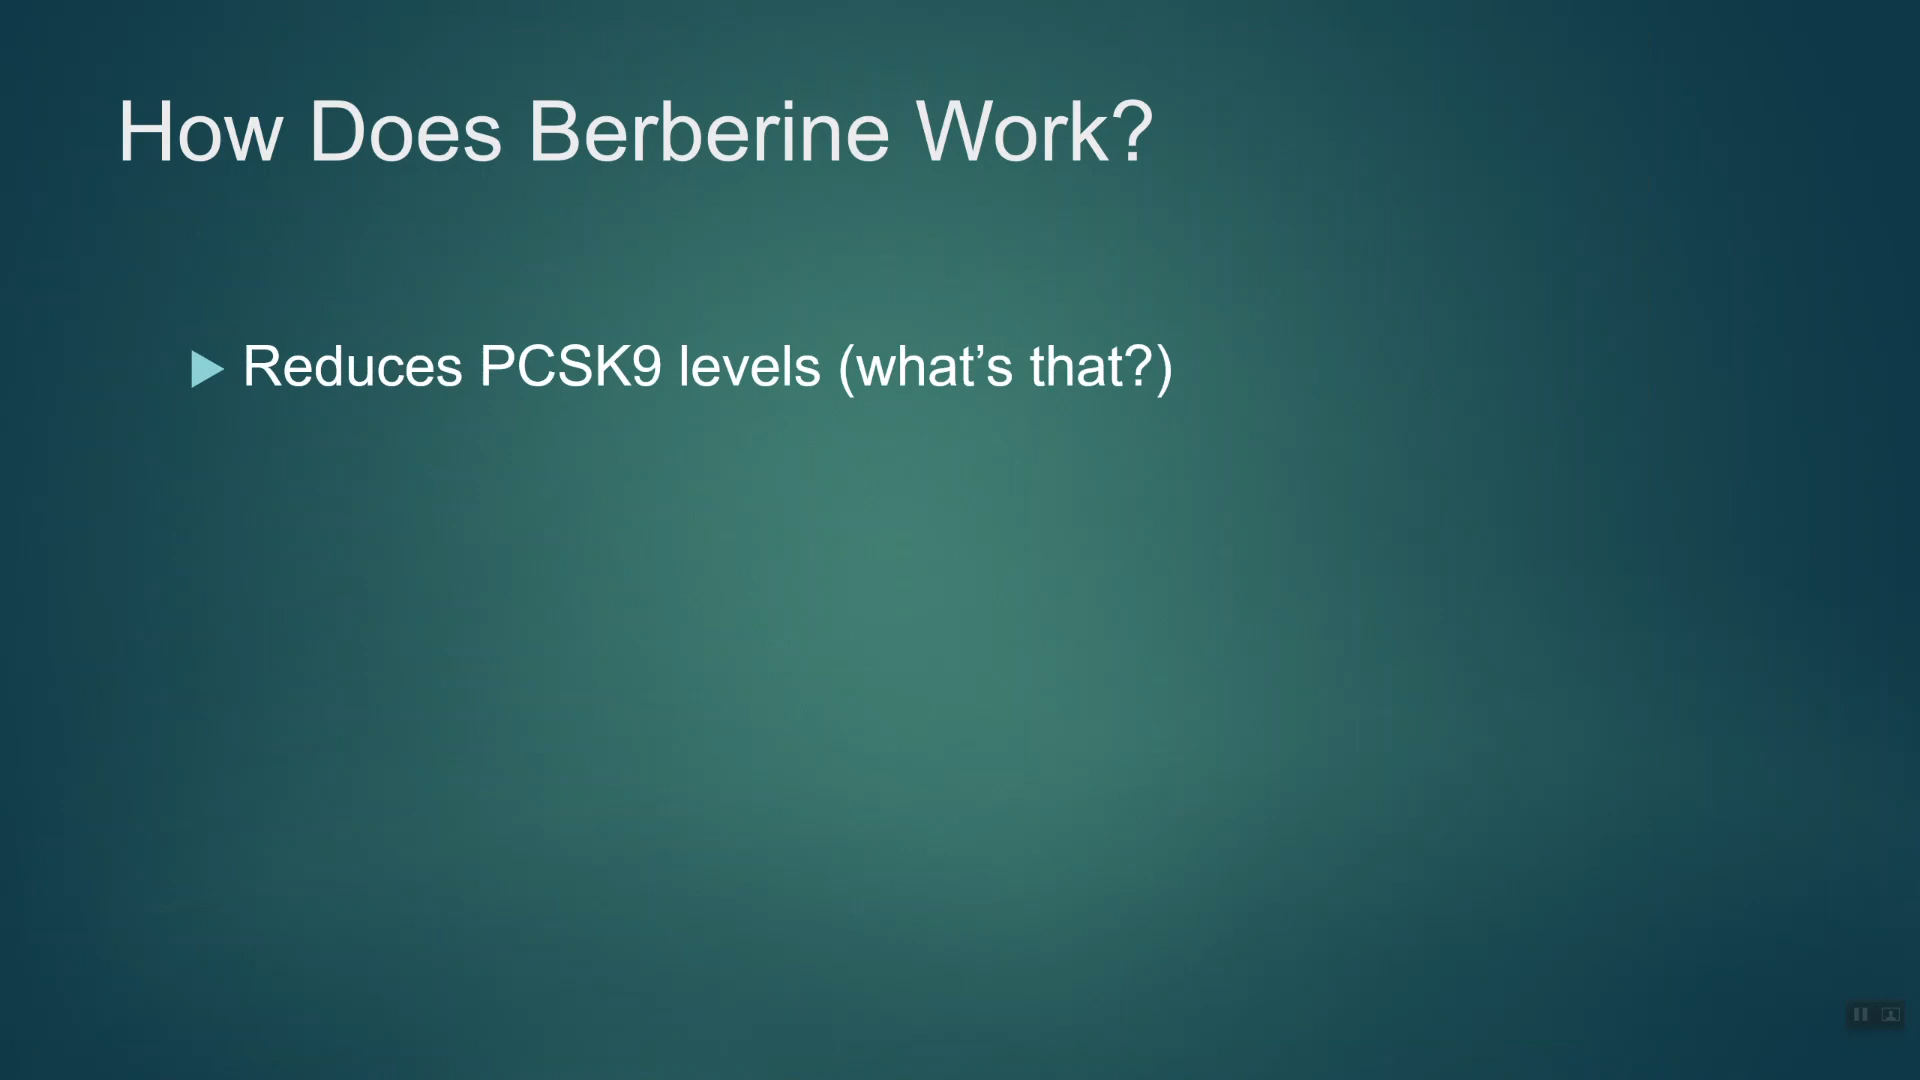 How Does Berberine Work?
Reduces PCSK9 levels (what’s that?)